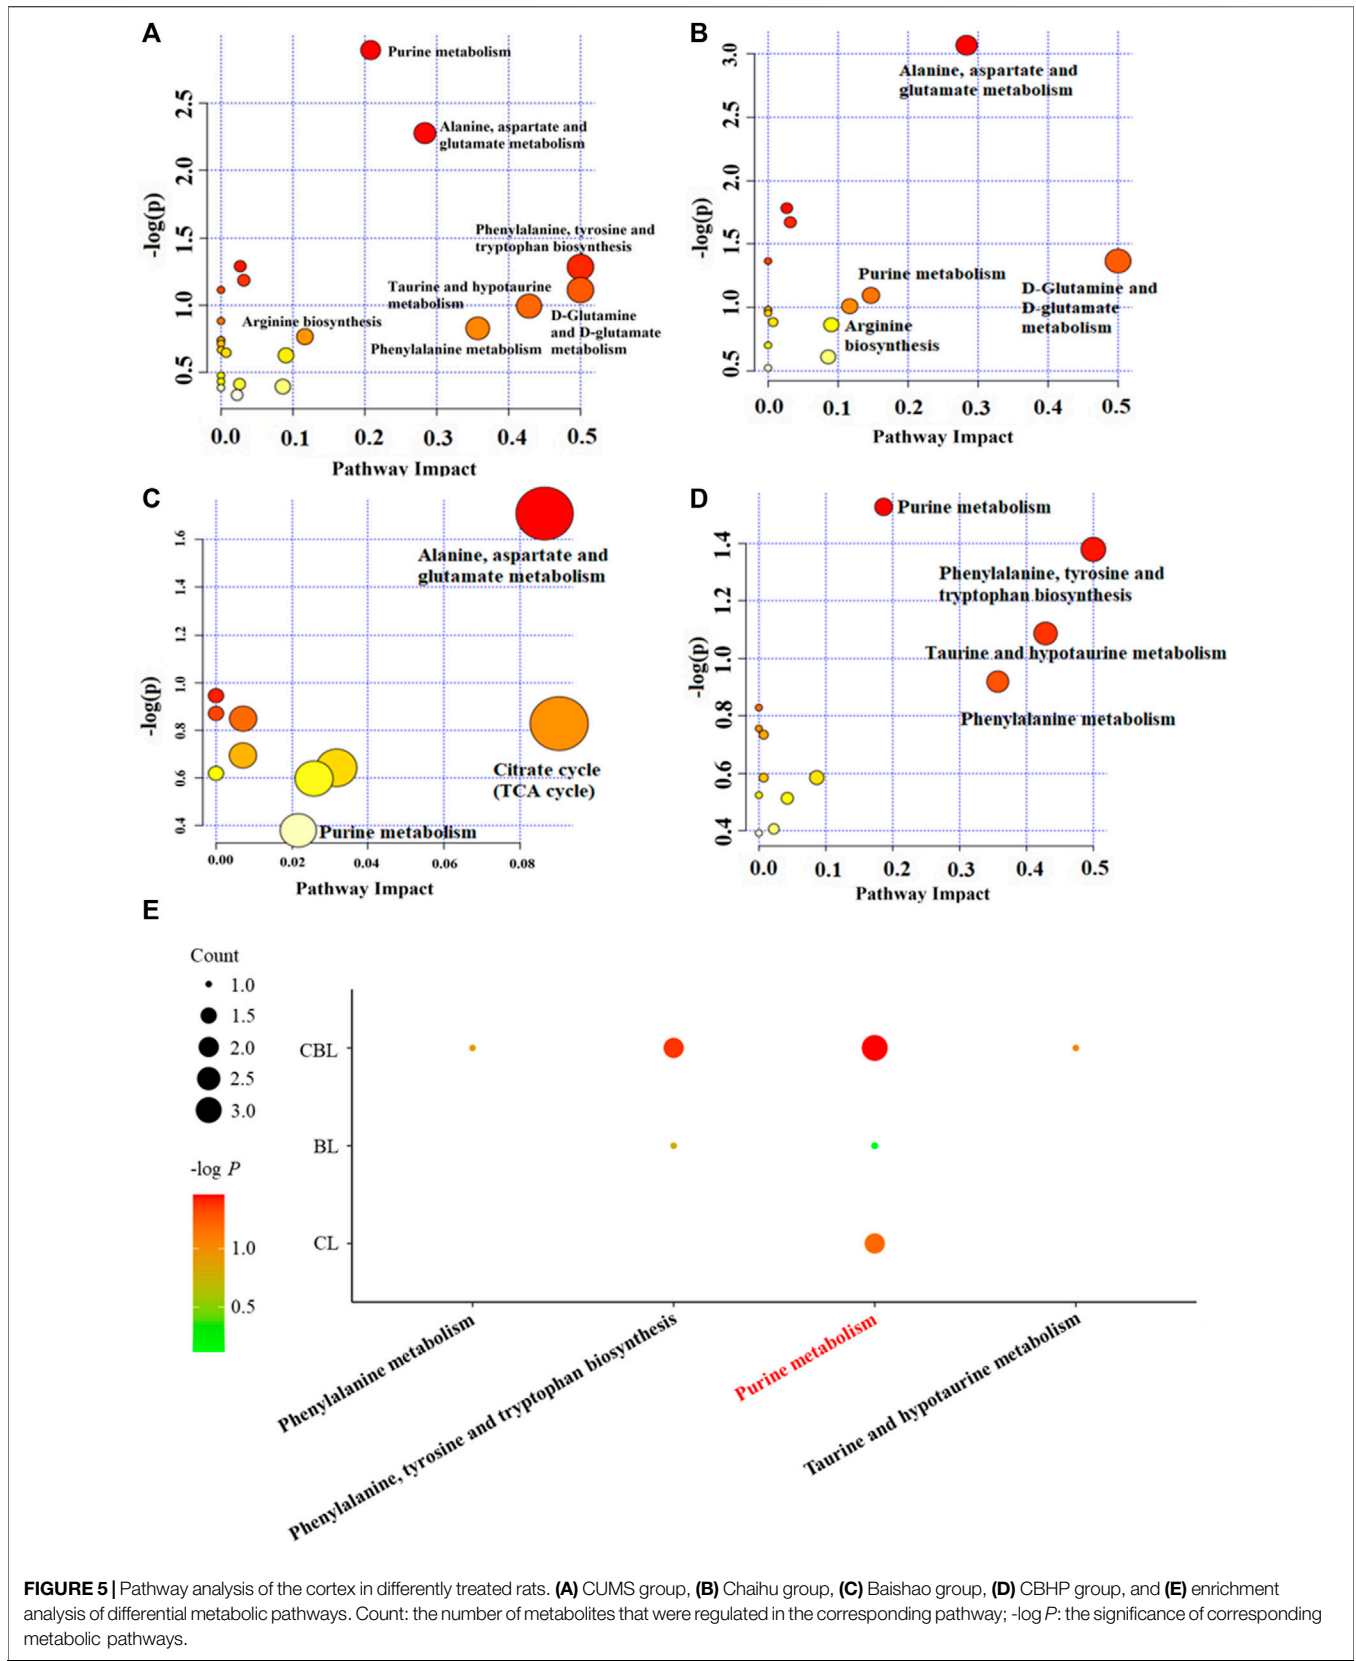 A
Purine metabolism
Alanine, aspartate and
glutamate metabolism
Phenylalanine, tyrosine and
tryptophan biosynthesis
Taurine and hypotaurine
metabolism
D-Glutamine
and D-glutamate
metabolism
Arginine biosynthesis
Phenylalanine metabolism
-log(p)
2.5
2.0
1.5
1.0
0.5
0.0 0.1 0.2 0.3 0.4 0.5
Pathway Impact
B
Alanine, aspartate and
glutamate metabolism
Purine metabolism
D-Glutamine and
D-glutamate
metabolism
Arginine
biosynthesis
-log(p)
3.0
2.5
2.0
1.5
1.0
0.5
0.0 0.1 0.2 0.3 0.4 0.5
Pathway Impact
C
Alanine, aspartate and
glutamate metabolism
Citrate cycle
(TCA cycle)
Purine metabolism
-log(p)
1.6
1.4
1.2
1.0
0.8
0.6
0.4
0.00 0.02 0.04 0.06 0.08
Pathway Impact
D
Purine metabolism
Phenylalanine, tyrosine and
tryptophan biosynthesis
Taurine and hypotaurine metabolism
Phenylalanine metabolism
-log(p)
1.4
1.2
1.0
0.8
0.6
0.4
0.0 0.1 0.2 0.3 0.4 0.5
Pathway Impact
E
Count
1.0
1.5
2.0
2.5
3.0
-log P
1.0
0.5
CBL
BL
CL
Phenylalanine metabolism
Phenylalanine, tyrosine and tryptophan biosynthesis
Purine metabolism
Taurine and hypotaurine metabolism
FIGURE 5 | Pathway analysis of the cortex in differently treated rats. (A) CUMS group, (B) Chaihu group, (C) Baishao group, (D) CBHP group, and (E) enrichment
analysis of differential metabolic pathways. Count: the number of metabolites that were regulated in the corresponding pathway; -log P: the significance of corresponding
metabolic pathways.